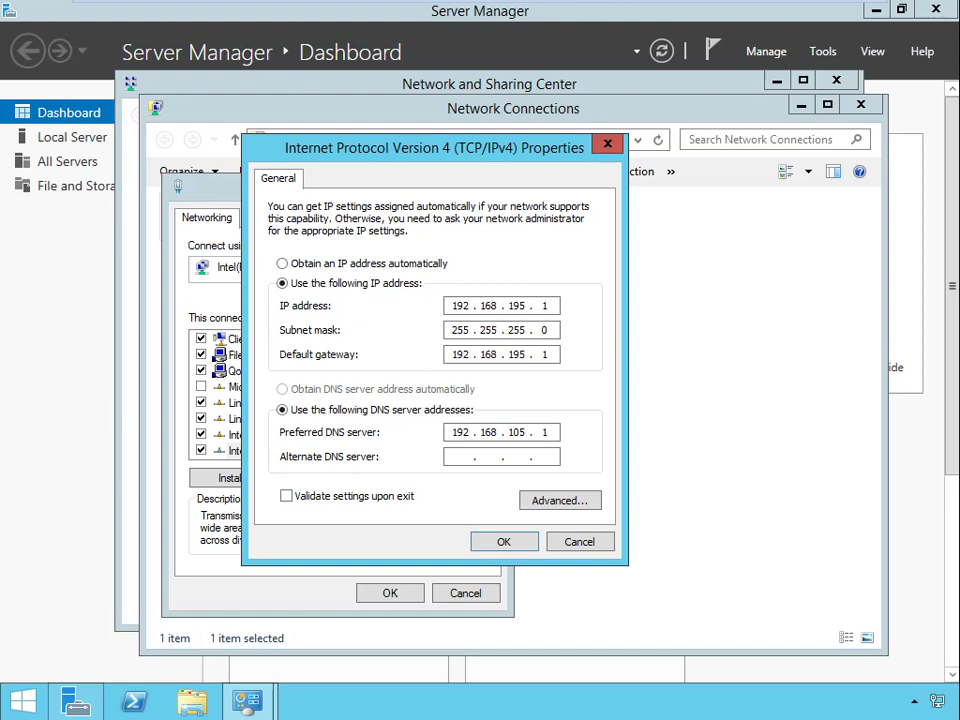 Server Manager
Server Manager
Dashboard
Manage
Tools
View
Help
Network and Sharing Center
Network Connections
Dashboard
Local Server
All Servers
File and Stora
Search Network Connections
Organize
ction
»
Internet Protocol Version 4 (TCP/IPv4) Properties
General
You can get IP settings assigned automatically if your network supports
this capability. Otherwise, you need to ask your network administrator
for the appropriate IP settings.
Obtain an IP address automatically
Use the following IP address:
IP address:
192 . 168 . 195 . 1
Subnet mask:
255 . 255 . 255 . 0
Default gateway:
192 . 168 . 195 . 1
Obtain DNS server address automatically
Use the following DNS server addresses:
Preferred DNS server:
192 . 168 . 105 . 1
Alternate DNS server:
. . .
Validate settings upon exit
Advanced...
OK
Cancel
Networking
Connect usi
Intel(
This connec
Clie
File
Qo
Mic
Lin
Lin
Inte
Inte
Instal
Descriptio
Transmis
wide area
across div
OK
Cancel
ide
1 item
1 item selected